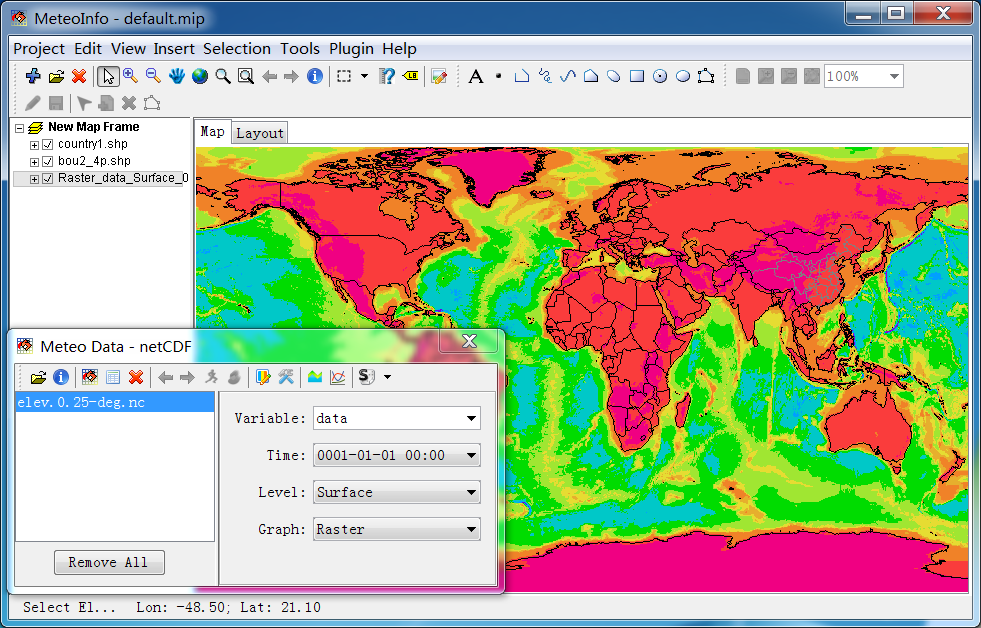 MeteoInfo - default.mip
Project Edit View Insert Selection Tools Plugin Help
LB A 100%
New Map Frame
country1.shp
bou2_4p.shp
Raster_data_Surface_0
Map Layout
Meteo Data - netCDF
S
elev.0.25-deg.nc
Variable: data
Time: 0001-01-01 00:00
Level: Surface
Graph: Raster
Remove All
Select El... Lon: -48.50; Lat: 21.10